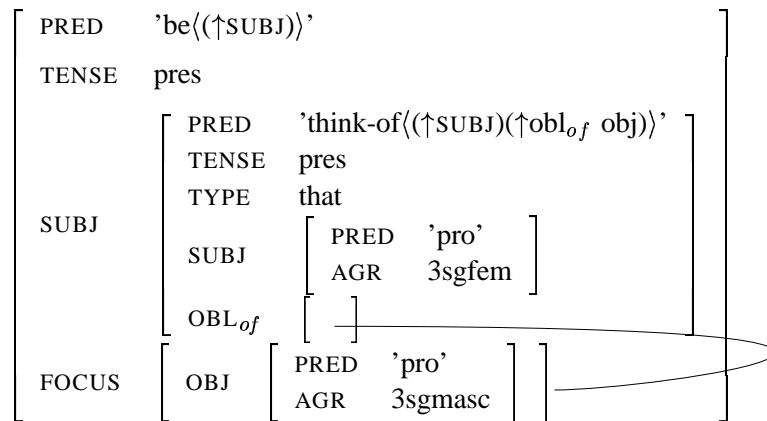 PRED ’be⟨(↑SUBJ)⟩’
TENSE pres
PRED ’think-of⟨(↑SUBJ)(↑obl_of obj)⟩’
TENSE pres
TYPE that
SUBJ SUBJ PRED ’pro’
AGR 3sgfem
OBL_of
FOCUS OBJ PRED ’pro’
AGR 3sgmasc